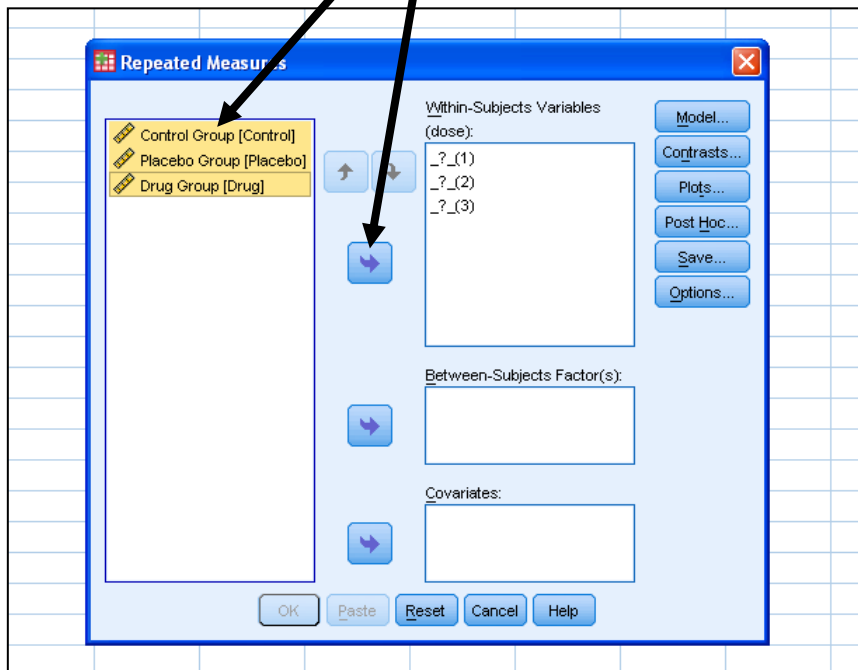 Repeated Measures
Control Group [Control]
Placebo Group [Placebo]
Drug Group [Drug]
Within-Subjects Variables
(dose):
_?_(1)
_?_(2)
_?_(3)
Between-Subjects Factor(s):
Covariates:
Model...
Contrasts...
Plots...
Post Hoc...
Save...
Options...
OK Paste Reset Cancel Help